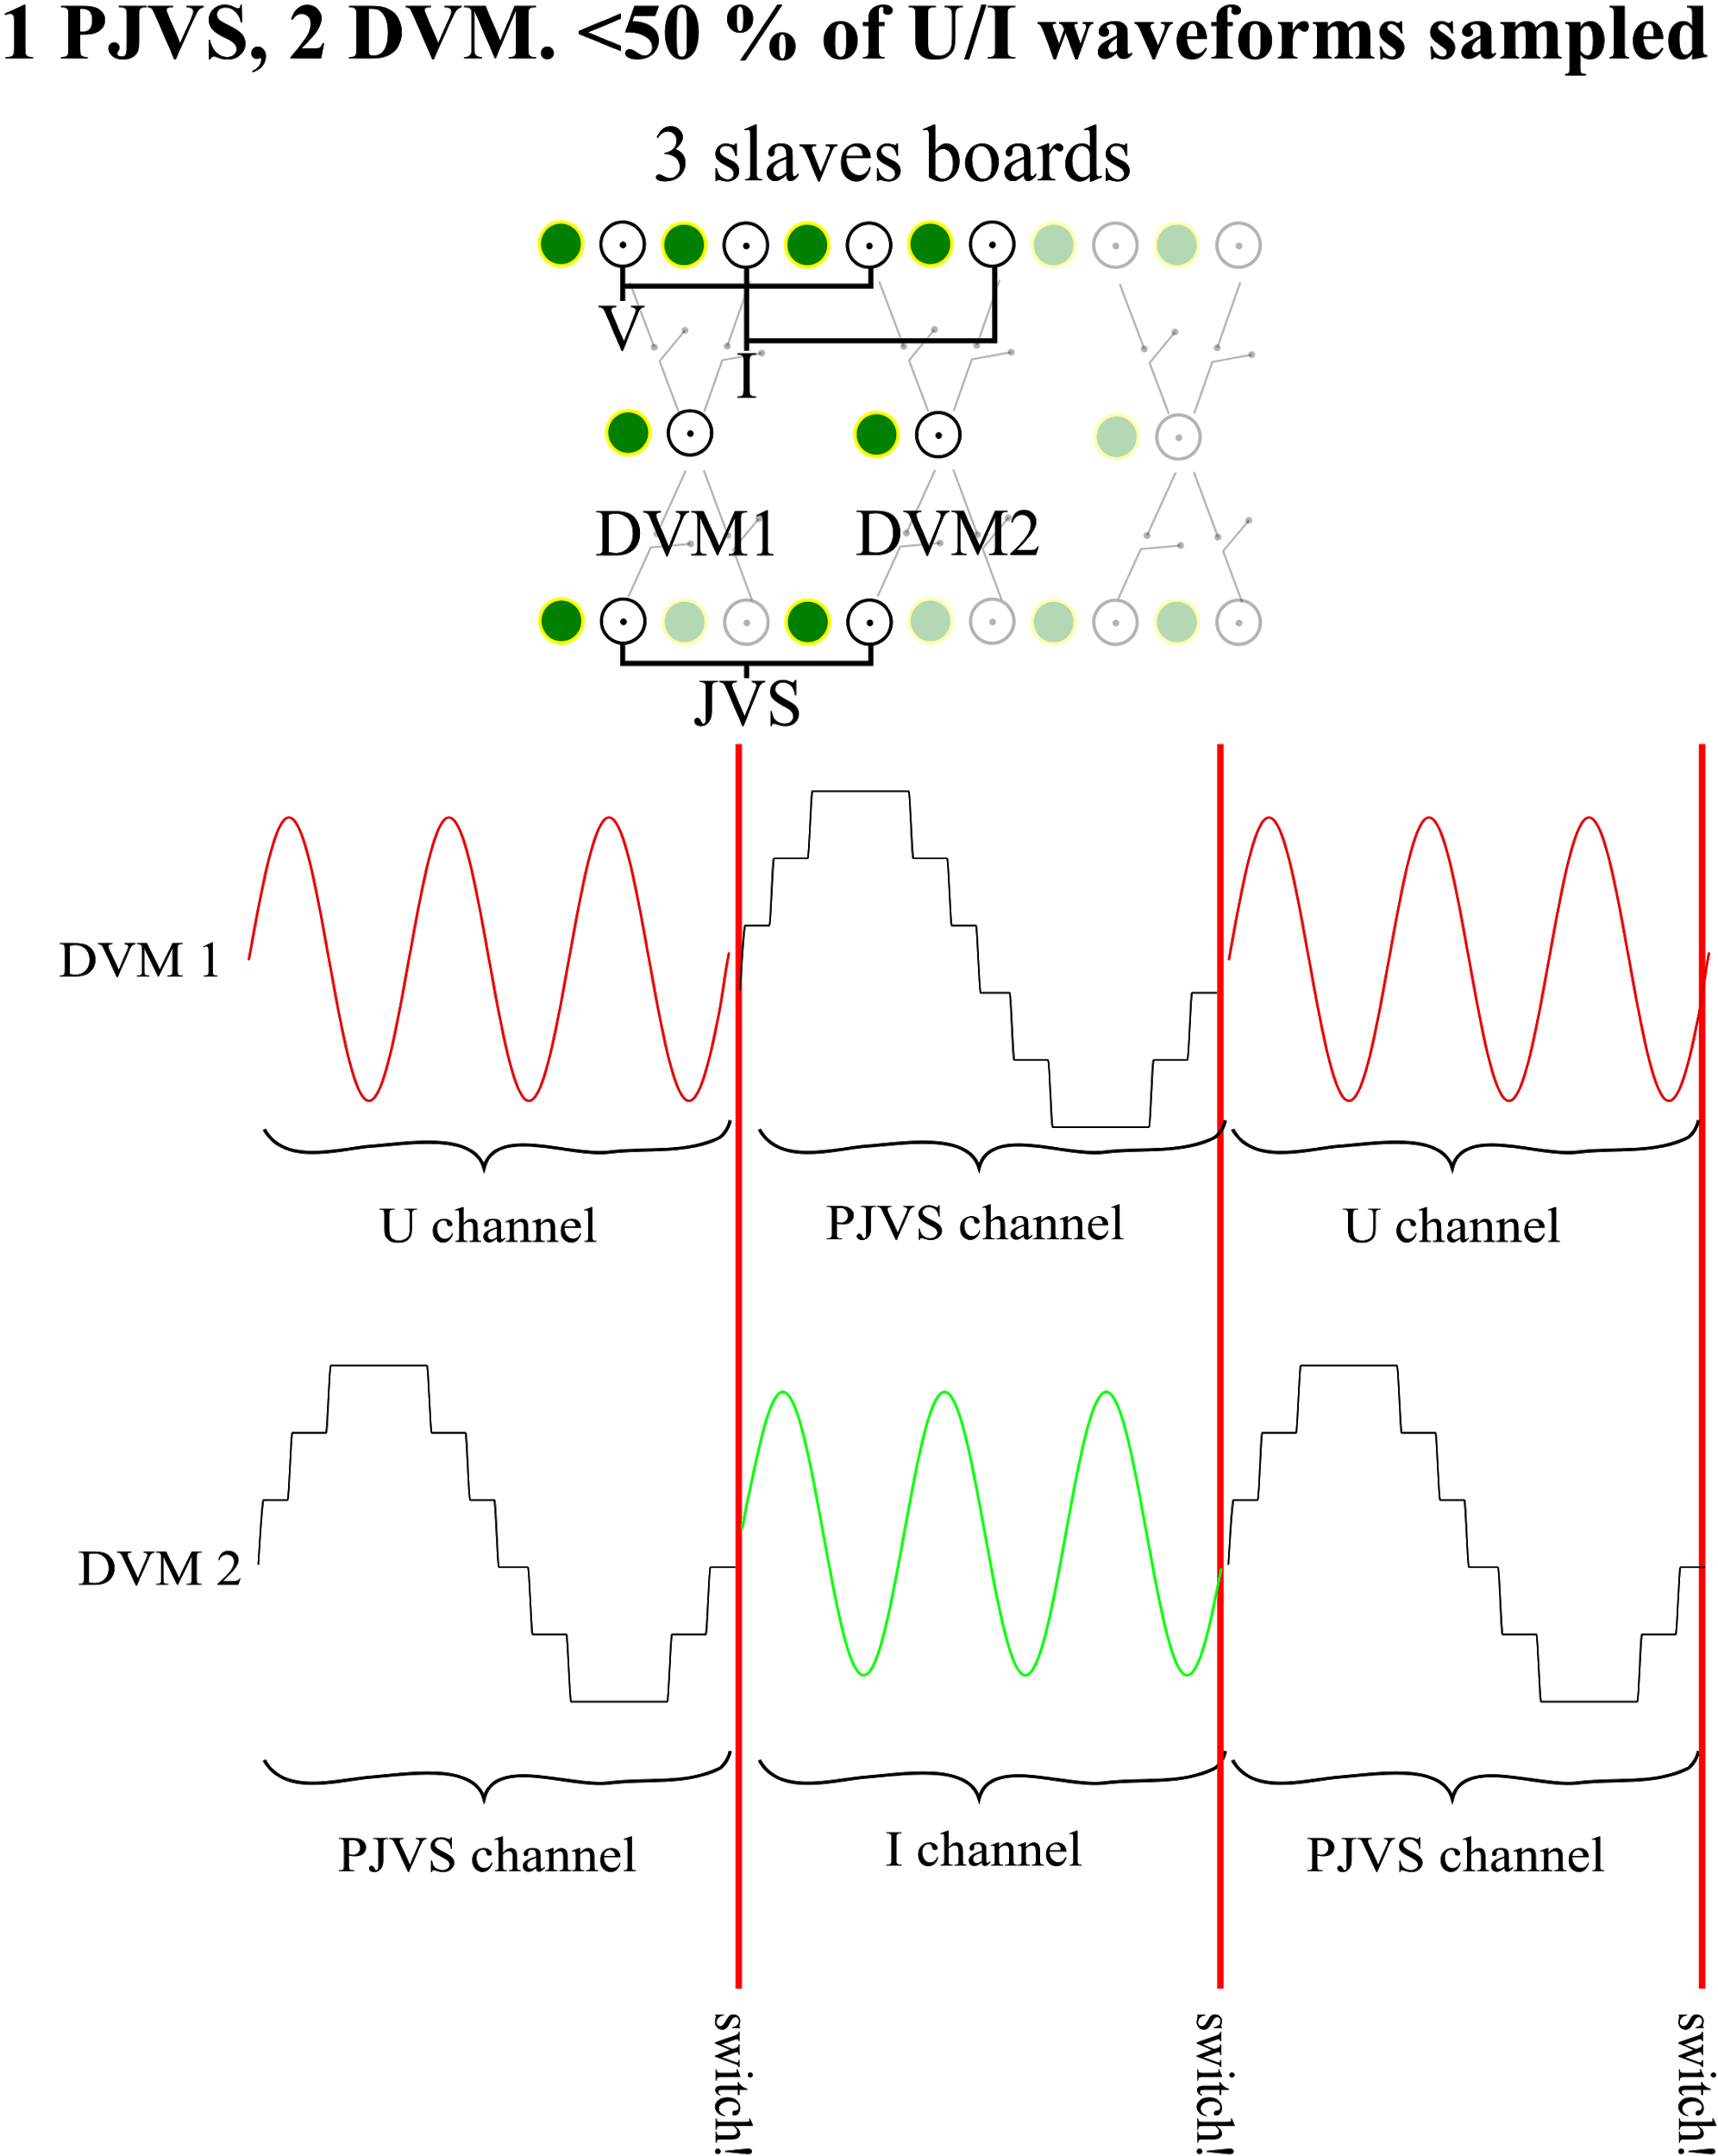 1 PJVS, 2 DVM. <50 % of U/I waveforms sampled
3 slaves boards
V
I
DVM1 DVM2
JVS
DVM 1
U channel PJVS channel U channel
DVM 2
PJVS channel I channel PJVS channel
switch! switch! switch!